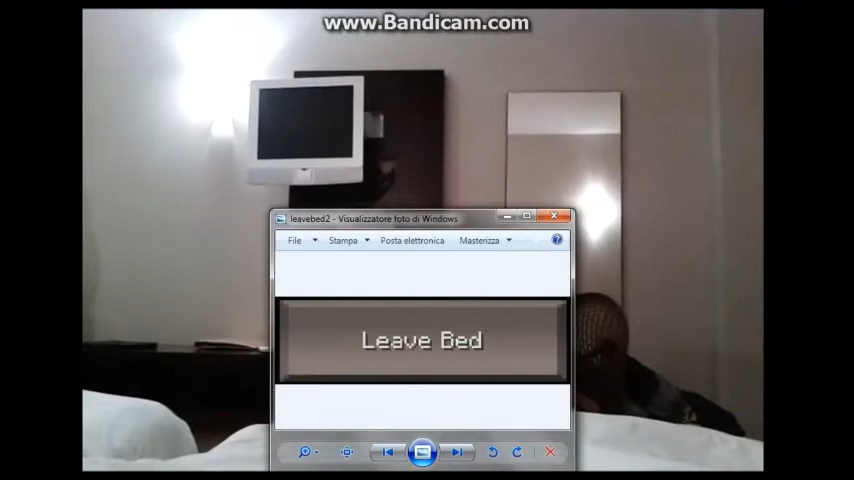 www.Bandicam.com
leavebed2 - Visualizzatore foto di Windows
File Stampa Posta elettronica Masterizza
Leave Bed